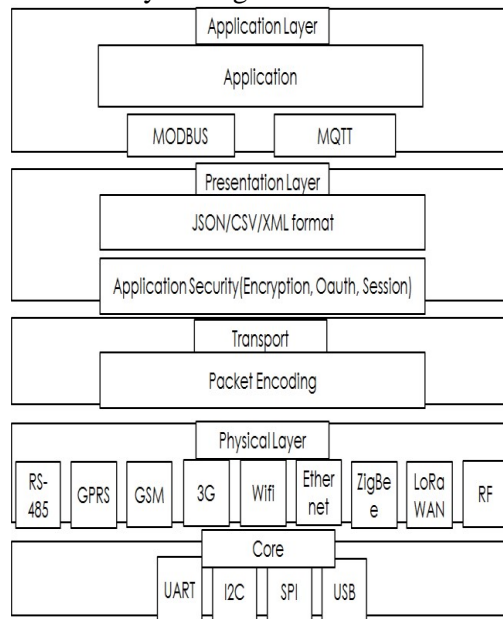 Application Layer
Application
MODBUS
MQTT
Presentation Layer
JSON/CSV/XML format
Application Security(Encryption, Oauth, Session)
Transport
Packet Encoding
Physical Layer
RS-
485
GPRS
GSM
3G
Wifi
Ether
net
ZigBe
e
LoRa
WAN
RF
Core
UART
I2C
SPI
USB